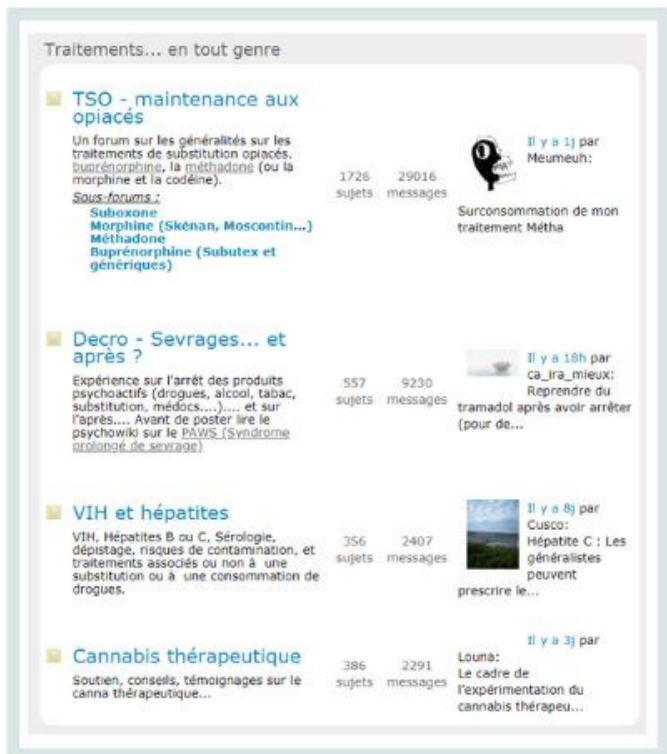 Traitements... en tout genre
TSO - maintenance aux
opiacés
Un forum sur les généralités sur les
traitements de substitution opiacés.
buprénorphine, la méthadone (ou la
morphine et la codéine).
Sous-forums :
Suboxone
Morphine (Skénan, Moscontin...)
Méthadone
Buprénorphine (Subutex et
génériques)
1726
sujets
29016
messages
Il y a 1j par
Meumeuh:
Surconsommation de mon
traitement Métha
Decro - Sevrages... et
après ?
Expérience sur l'arrêt des produits
psychoactifs (drogues, alcool, tabac,
substitution, médocs....).... et sur
l'après.... Avant de poster lire le
psychowiki sur le PAWS (Syndrome
prolongé de sevrage)
557
sujets
9230
messages
Il y a 18h par
ca_ira_mieux:
Reprendre du
tramadol après avoir arrêter
(pour de...
VIH et hépatites
VIH, Hépatites B ou C, Sérologie,
dépistage, risques de contamination, et
traitements associés ou non à une
substitution ou à une consommation de
drogues.
356
sujets
2407
messages
Il y a 8j par
Cusco:
Hépatite C : Les
généralistes
peuvent
prescrire le...
Cannabis thérapeutique
Soutien, conseils, témoignages sur le
canna thérapeutique...
386
sujets
2291
messages
Il y a 3j par
Louna:
Le cadre de
l'expérimentation du
cannabis thérapeu...